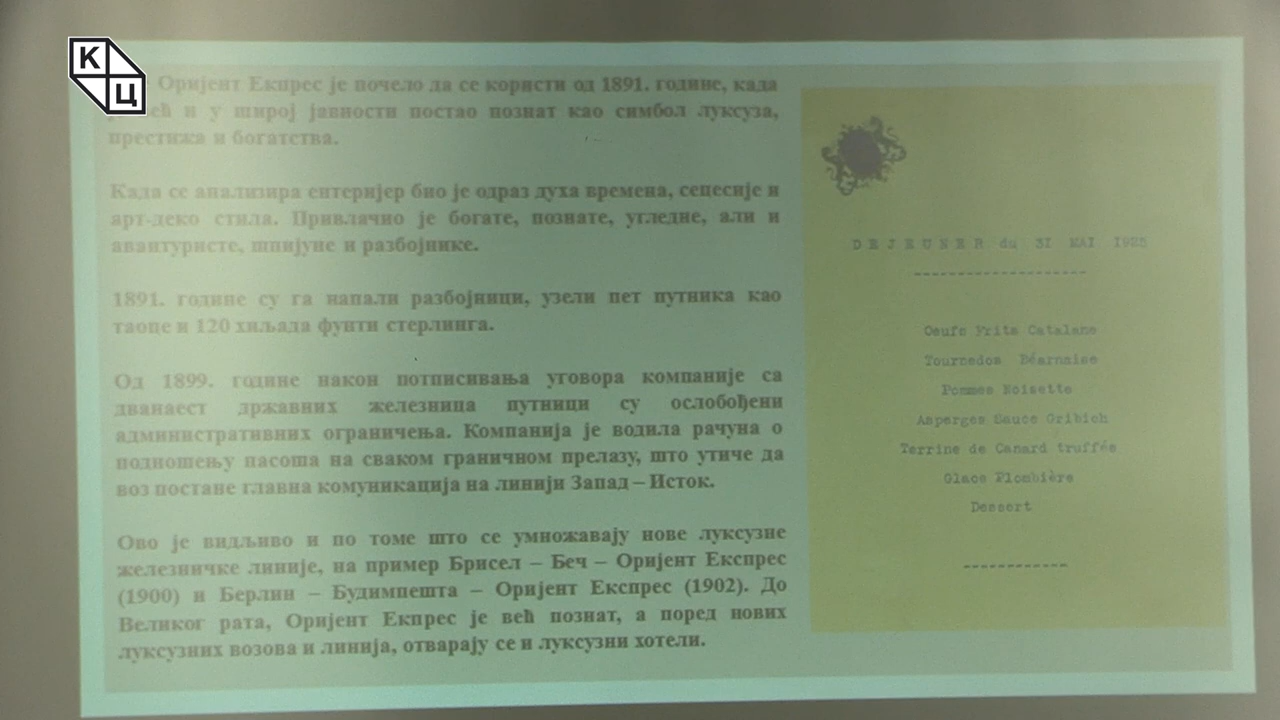 К
Ц
Оријент Екпрес је почело да се користи од 1891. године, када
и у широј јавности постао познат као симбол луксуза,
престижа и богатства.
Када се анализира ентеријер био је одраз духа времена, сецесије и
арт-деко стила. Привлачио је богате, познате, угледне, али и
авантуристе, шпијуне и разбојнике.
1891. године су га напали разбојници, узели пет путника као
таоце и 120 хиљада фунти стерлинга.
Од 1899. године након потписивања уговора компаније са
дванаест државних железница путници су ослобођени
административних ограничења. Компанија је водила рачуна о
подношењу пасоша на сваком граничном прелазу, што утиче да
воз постане главна комуникација на линији Запад – Исток.
Ово је видљиво и по томе што се умножавају нове луксузне
железничке линије, на пример Брисел – Беч – Оријент Експрес
(1900) и Берлин – Будимпешта – Оријент Експрес (1902). До
Великог рата, Оријент Екпрес је већ познат, а поред нових
луксузних возова и линија, отварају се и луксузни хотели.
DEJEUNER du 31 MAI 1925
Oeufs Frits Catalane
Tournedos Béarnaise
Pommes Noisette
Asperges Sauce Gribich
Terrine de Canard truffés
Glace Plombière
Dessert